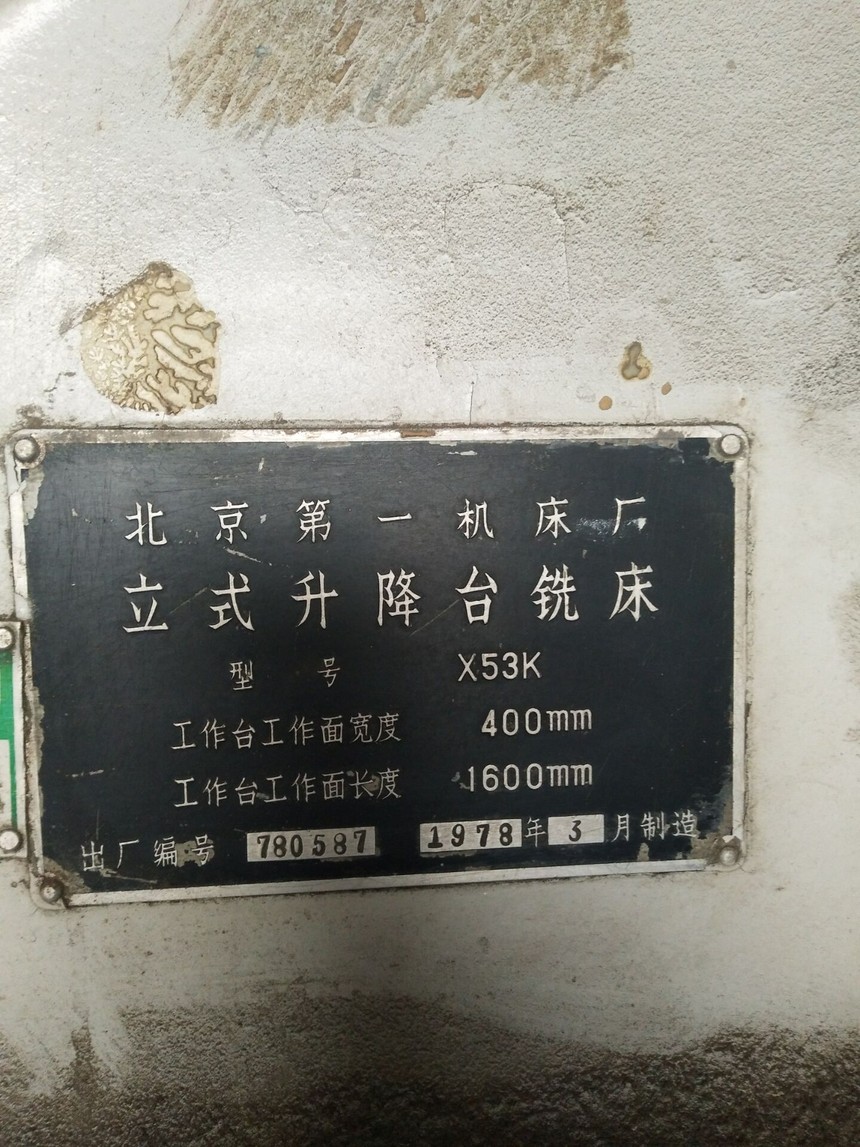 北京第一机床厂
立式升降台铣床
型号 X53K
工作台工作面宽度 400mm
工作台工作面长度 1600mm
出厂编号 780587 1978年3月制造